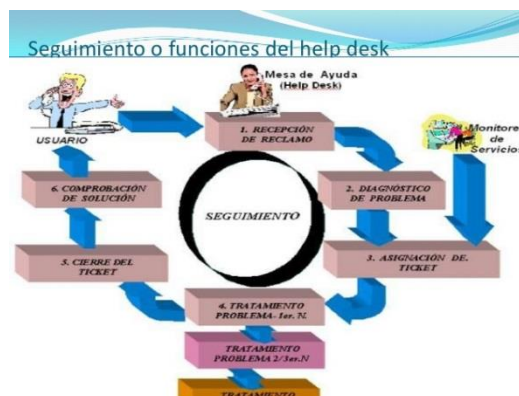 Seguimiento o funciones del help desk
Mesa de Ayuda
(Help Desk)
USUARIO
1. RECEPCIÓN
DE RECLAMO
Monitoreo
de
Servicios
6. COMPROBACIÓN
DE SOLUCIÓN
2. DIAGNÓSTICO
DE PROBLEMA
SEGUIMIENTO
5. CIERRE DEL
TICKET
3. ASIGNACIÓN DE.
TICKET
4. TRATAMIENTO
PROBLEMA- 1er. N.
TRATAMIENTO
PROBLEMA 2/3er.N
TRATAMIENTO